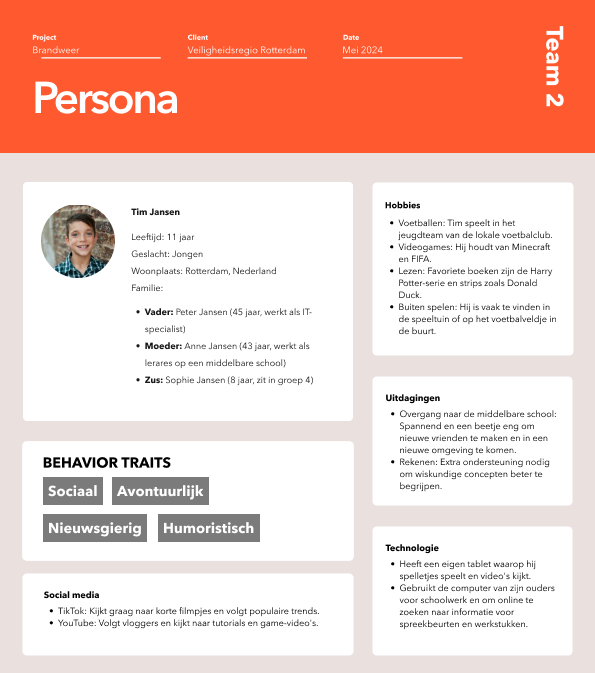 Project
Brandweer
Client
Veiligheidsregio Rotterdam
Date
Mei 2024
Team 2
Persona
Tim Jansen
Leeftijd: 11 jaar
Geslacht: Jongen
Woonplaats: Rotterdam, Nederland
Familie:
• Vader: Peter Jansen (45 jaar, werkt als IT-
specialist)
• Moeder: Anne Jansen (43 jaar, werkt als
lerares op een middelbare school)
• Zus: Sophie Jansen (8 jaar, zit in groep 4)
BEHAVIOR TRAITS
Sociaal
Avontuurlijk
Nieuwsgierig
Humoristisch
Social media
• TikTok: Kijkt graag naar korte filmpjes en volgt populaire trends.
• YouTube: Volgt vloggers en kijkt naar tutorials en game-video's.
Hobbies
• Voetballen: Tim speelt in het
jeugdteam van de lokale voetbalclub.
• Videogames: Hij houdt van Minecraft
en FIFA.
• Lezen: Favoriete boeken zijn de Harry
Potter-serie en strips zoals Donald
Duck.
• Buiten spelen: Hij is vaak te vinden in
de speeltuin of op het voetbalveldje in
de buurt.
Uitdagingen
• Overgang naar de middelbare school:
Spannend en een beetje eng om
nieuwe vrienden te maken en in een
nieuwe omgeving te komen.
• Rekenen: Extra ondersteuning nodig
om wiskundige concepten beter te
begrijpen.
Technologie
• Heeft een eigen tablet waarop hij
spelletjes speelt en video's kijkt.
• Gebruikt de computer van zijn ouders
voor schoolwerk en om online te
zoeken naar informatie voor
spreekbeurten en werkstukken.